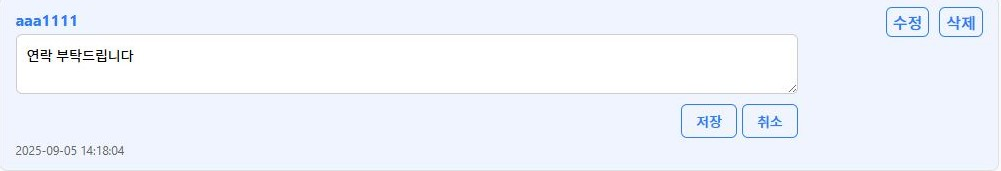 aaa1111
수정 삭제
연락 부탁드립니다
저장 취소
2025-09-05 14:18:04